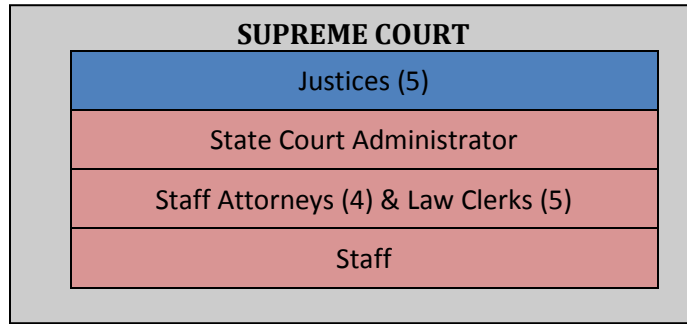 SUPREME COURT
Justices (5)
State Court Administrator
Staff Attorneys (4) & Law Clerks (5)
Staff